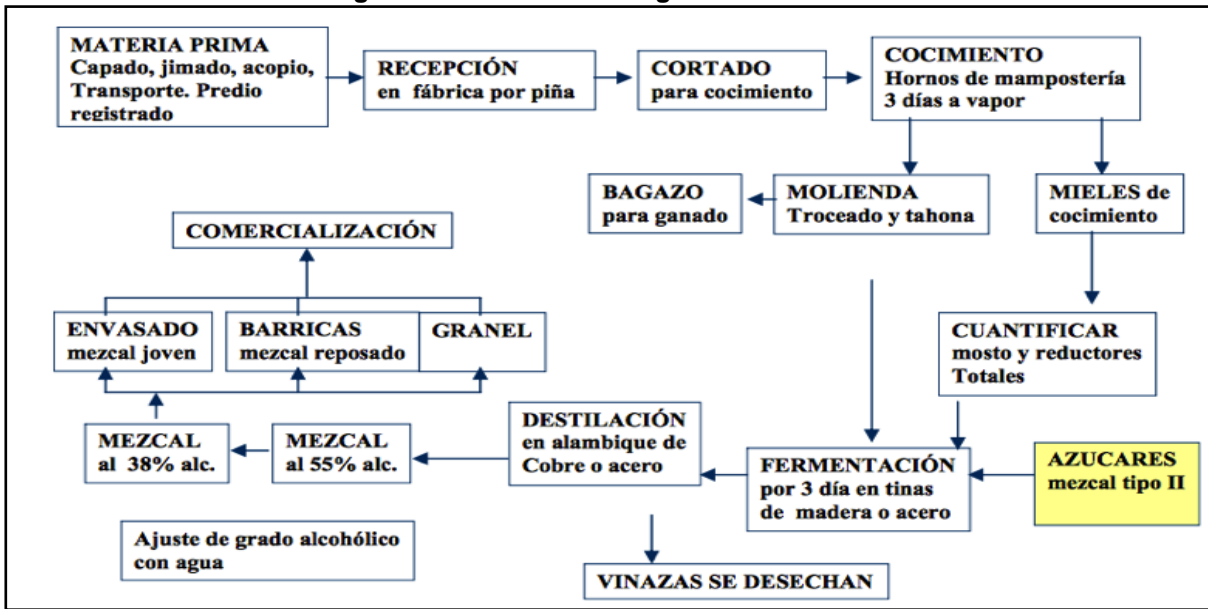 MATERIA PRIMA
Capado, jimado, acopio,
Transporte. Predio
registrado
RECEPCIÓN
en fábrica por piña
CORTADO
para cocimiento
COCIMIENTO
Hornos de mampostería
3 días a vapor
BAGAZO
para ganado
MOLIENDA
Troceado y tahona
MIELES de
cocimiento
COMERCIALIZACIÓN
ENVASADO
mezcal joven
BARRICAS
mezcal reposado
GRANEL
CUANTIFICAR
mosto y reductores
Totales
MEZCAL
al 38% alc.
MEZCAL
al 55% alc.
DESTILACIÓN
en alambique de
Cobre o acero
FERMENTACIÓN
por 3 día en tinas
de madera o acero
AZUCARES
mezcal tipo II
Ajuste de grado alcohólico
con agua
VINAZAS SE DESECHAN